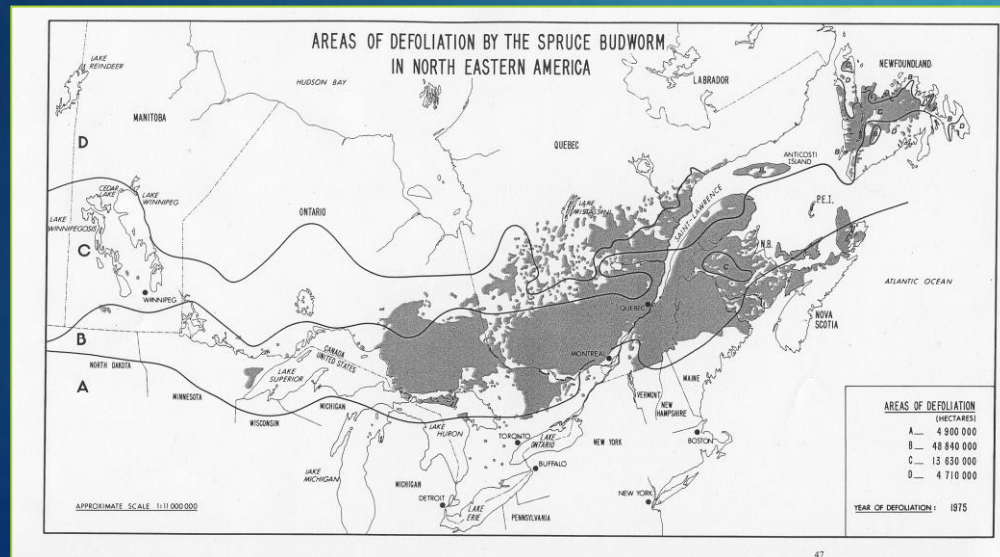 AREAS OF DEFOLIATION BY THE SPRUCE BUDWORM
IN NORTH EASTERN AMERICA
LAKE
REINDEER
HUDSON BAY
LABRADOR
NEWFOUNDLAND
MANITOBA
D
QUEBEC
ANTICOSTI
ISLAND
CEDAR
LAKE
LAKE
WINNIPEG
ONTARIO
LAKE
MISTASSINI
SAINT-LAWRENCE
P.E.I.
LAKE
WINNIPEGOSIS
C
N.B.
WINNIPEG
ATLANTIC OCEAN
QUEBEC
NOVA
SCOTIA
B
CANADA
UNITED STATES
MONTREAL
NORTH DAKOTA
LAKE
SUPERIOR
MAINE
A
MINNESOTA
MICHIGAN
VERMONT
NEW
HAMPSHIRE
WISCONSIN
LAKE
HURON
TORONTO
LAKE
ONTARIO
NEW YORK
BOSTON
BUFFALO
LAKE
MICHIGAN
MICHIGAN
DETROIT
LAKE
ERIE
PENNSYLVANIA
NEW YORK
APPROXIMATE SCALE 1:11 000 000
AREAS OF DEFOLIATION
(HECTARES)
A— 4 900 000
B— 48 840 000
C— 13 630 000
D— 4 710 000
YEAR OF DEFOLIATION : 1975
47